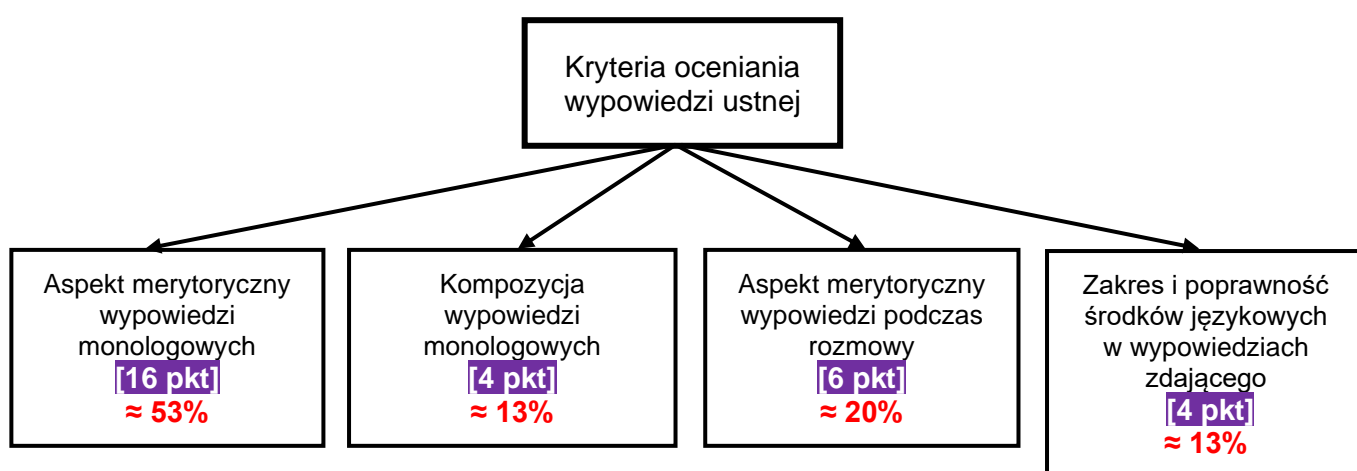 Kryteria oceniania
wypowiedzi ustnej
Aspekt merytoryczny
wypowiedzi
monologowych
[16 pkt]
≈ 53%
Kompozycja
wypowiedzi
monologowych
[4 pkt]
≈ 13%
Aspekt merytoryczny
wypowiedzi podczas
rozmowy
[6 pkt]
≈ 20%
Zakres i poprawność
środków językowych
w wypowiedziach
zdającego
[4 pkt]
≈ 13%